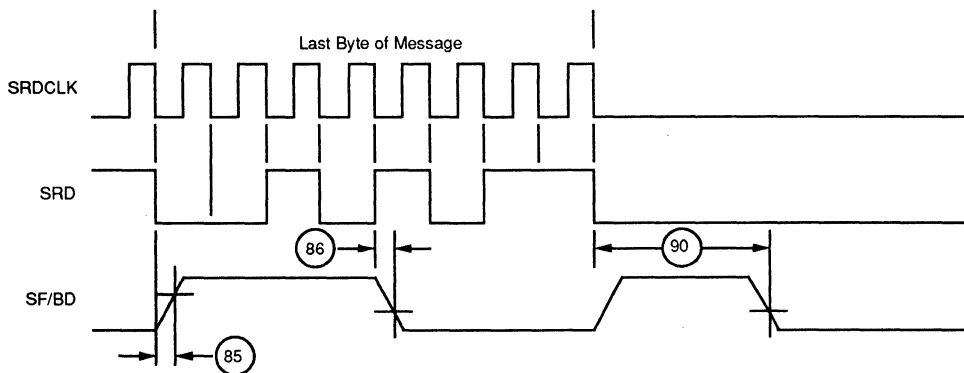 Last Byte of Message
SRDCLK
SRD
86
90
SF/BD
85